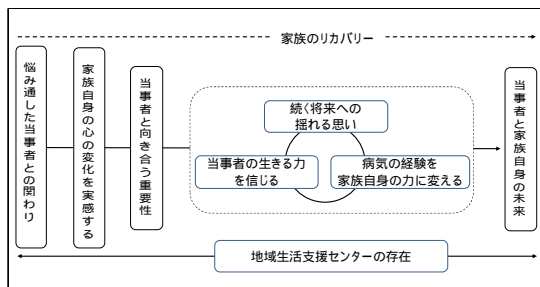 家族のリカバリー
悩み通した当事者との関わり
家族自身の心の変化を実感する
当事者と向き合う重要性
続く将来への
揺れる思い
当事者の生きる力
を信じる
病気の経験を
家族自身の力に変える
当事者と家族自身の未来
地域生活支援センターの存在